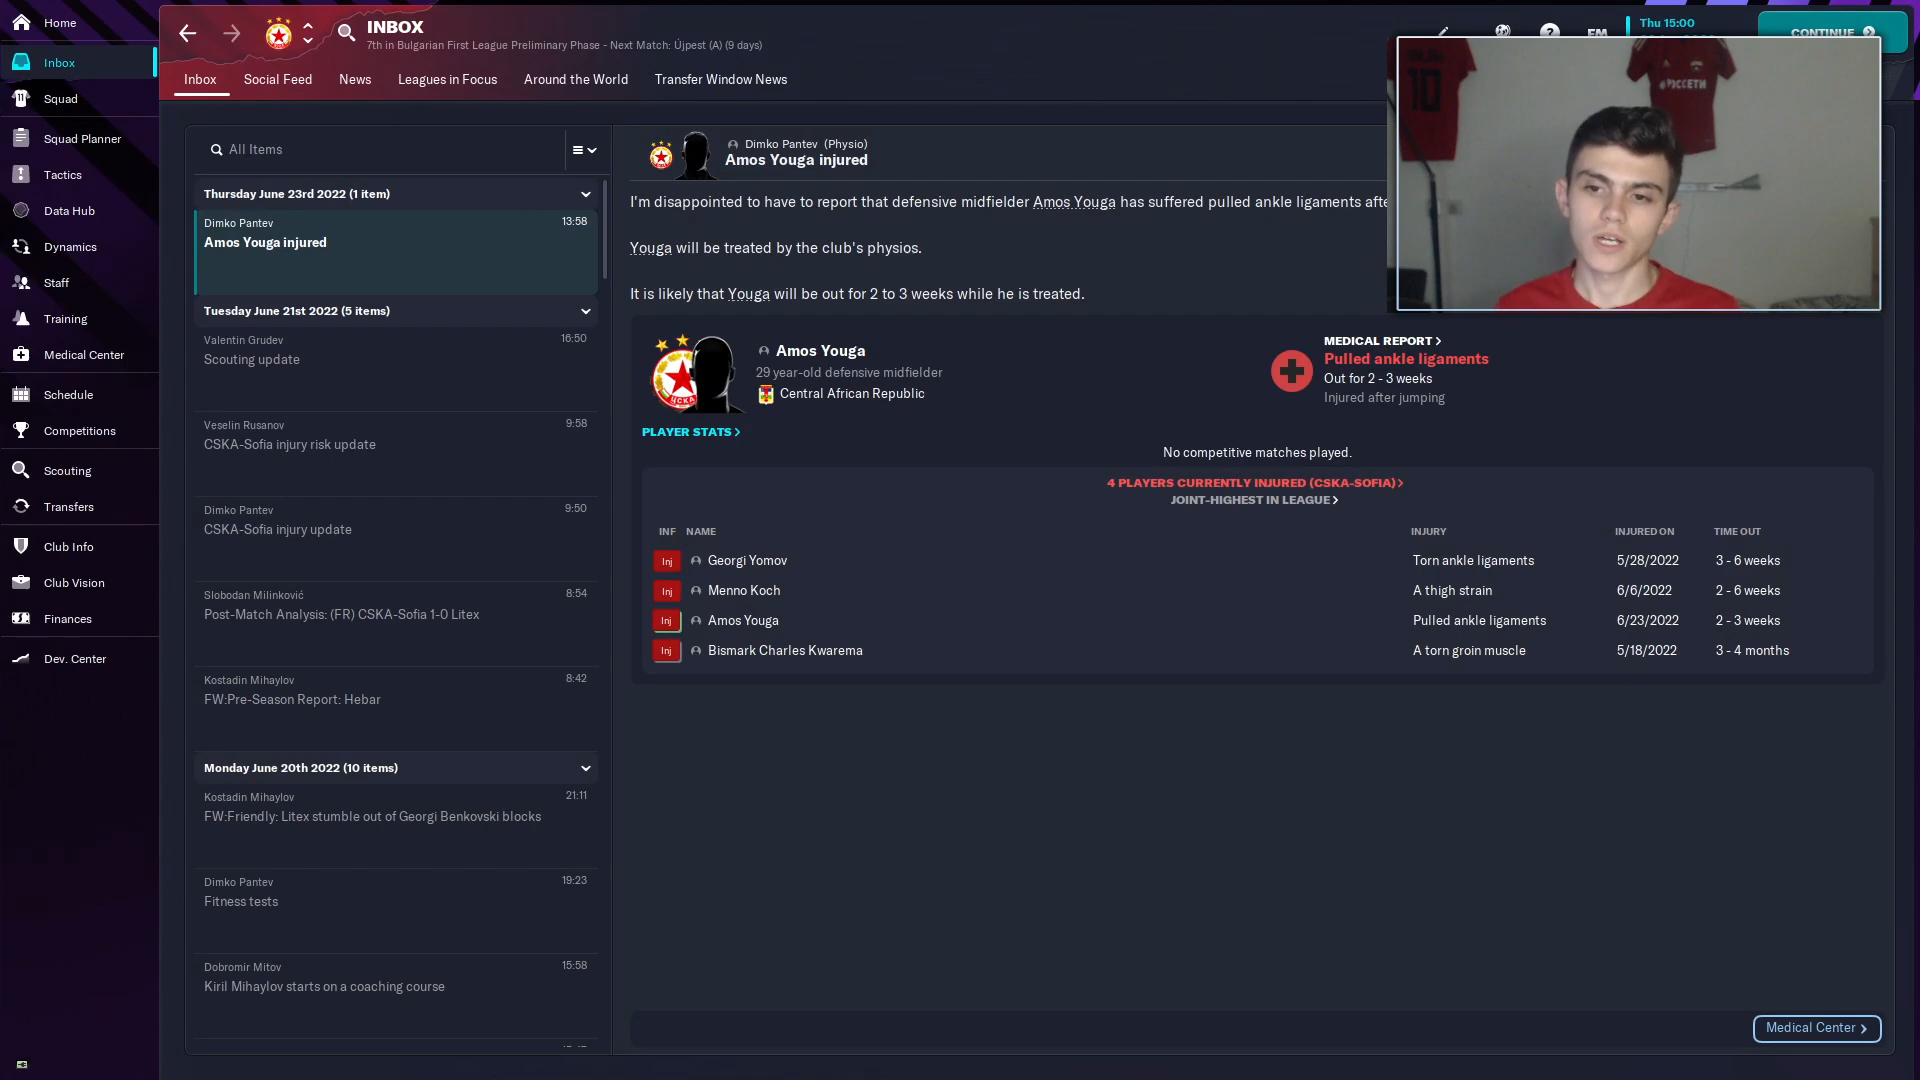 Home
Inbox
Squad
Squad Planner
Tactics
Data Hub
Dynamics
Staff
Training
Medical Center
Schedule
Competitions
Scouting
Transfers
Club Info
Club Vision
Finances
Dev. Center
INBOX
7th in Bulgarian First League Preliminary Phase - Next Match: Újpest (A) (9 days)
Thu 15:00
CONTINUE
FM
Inbox Social Feed News Leagues in Focus Around the World Transfer Window News
All Items
Thursday June 23rd 2022 (1 item)
Dimko Pantev 13:58
Amos Youga injured
Tuesday June 21st 2022 (5 items)
Valentin Grudev 16:50
Scouting update
Veselin Rusanov 9:58
CSKA-Sofia injury risk update
Dimko Pantev 9:50
CSKA-Sofia injury update
Slobodan Milinković 8:54
Post-Match Analysis: (FR) CSKA-Sofia 1-0 Litex
Kostadin Mihaylov 8:42
FW:Pre-Season Report: Hebar
Monday June 20th 2022 (10 items)
Kostadin Mihaylov 21:11
FW:Friendly: Litex stumble out of Georgi Benkovski blocks
Dimko Pantev 19:23
Fitness tests
Dobromir Mitov 15:58
Kiril Mihaylov starts on a coaching course
Dimko Pantev (Physio)
Amos Youga injured
I'm disappointed to have to report that defensive midfielder Amos Youga has suffered pulled ankle ligaments afte
Youga will be treated by the club's physios.
It is likely that Youga will be out for 2 to 3 weeks while he is treated.
Amos Youga
29 year-old defensive midfielder
Central African Republic
MEDICAL REPORT
Pulled ankle ligaments
Out for 2 - 3 weeks
Injured after jumping
PLAYER STATS
No competitive matches played.
4 PLAYERS CURRENTLY INJURED (CSKA-SOFIA)
JOINT-HIGHEST IN LEAGUE
INF NAME INJURY INJURED ON TIME OUT
Inj Georgi Yomov Torn ankle ligaments 5/28/2022 3 - 6 weeks
Inj Menno Koch A thigh strain 6/6/2022 2 - 6 weeks
Inj Amos Youga Pulled ankle ligaments 6/23/2022 2 - 3 weeks
Inj Bismark Charles Kwarema A torn groin muscle 5/18/2022 3 - 4 months
Medical Center
10
РОССЕТИ
ЦСКА